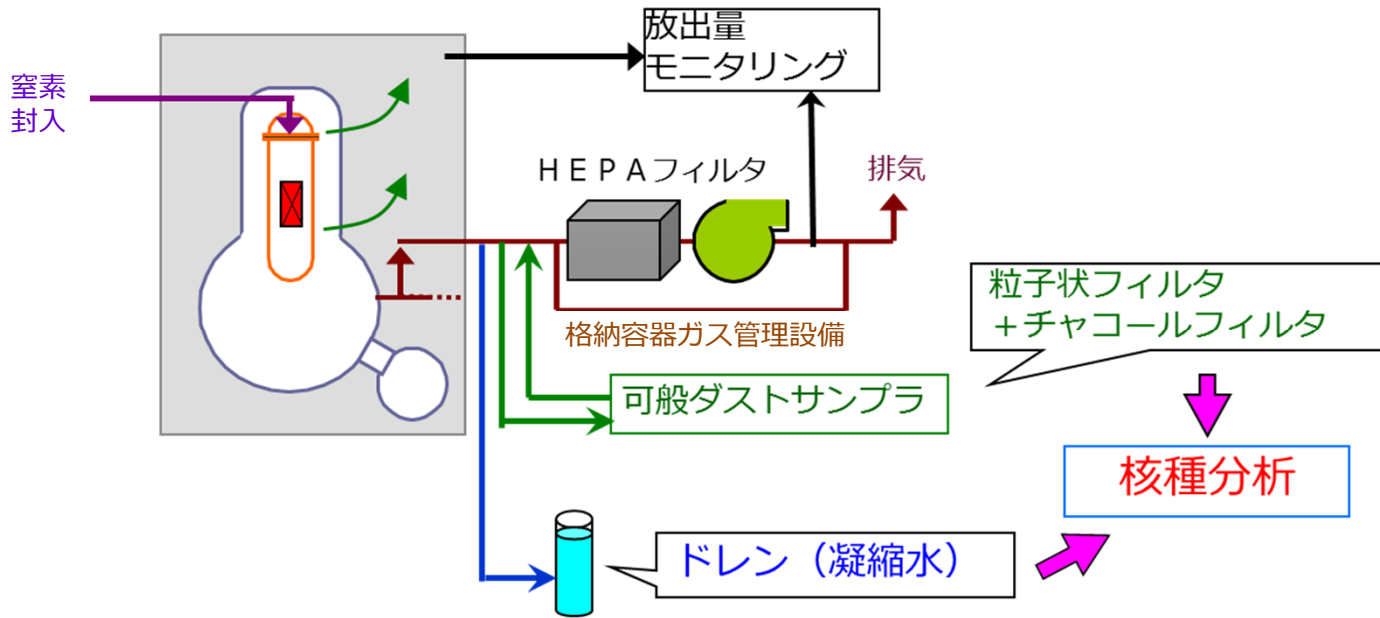 放出量
モニタリング
窒素
封入
ＨＥＰＡフィルタ
排気
格納容器ガス管理設備
粒子状フィルタ
＋チャコールフィルタ
可般ダストサンプラ
核種分析
ドレン（凝縮水）